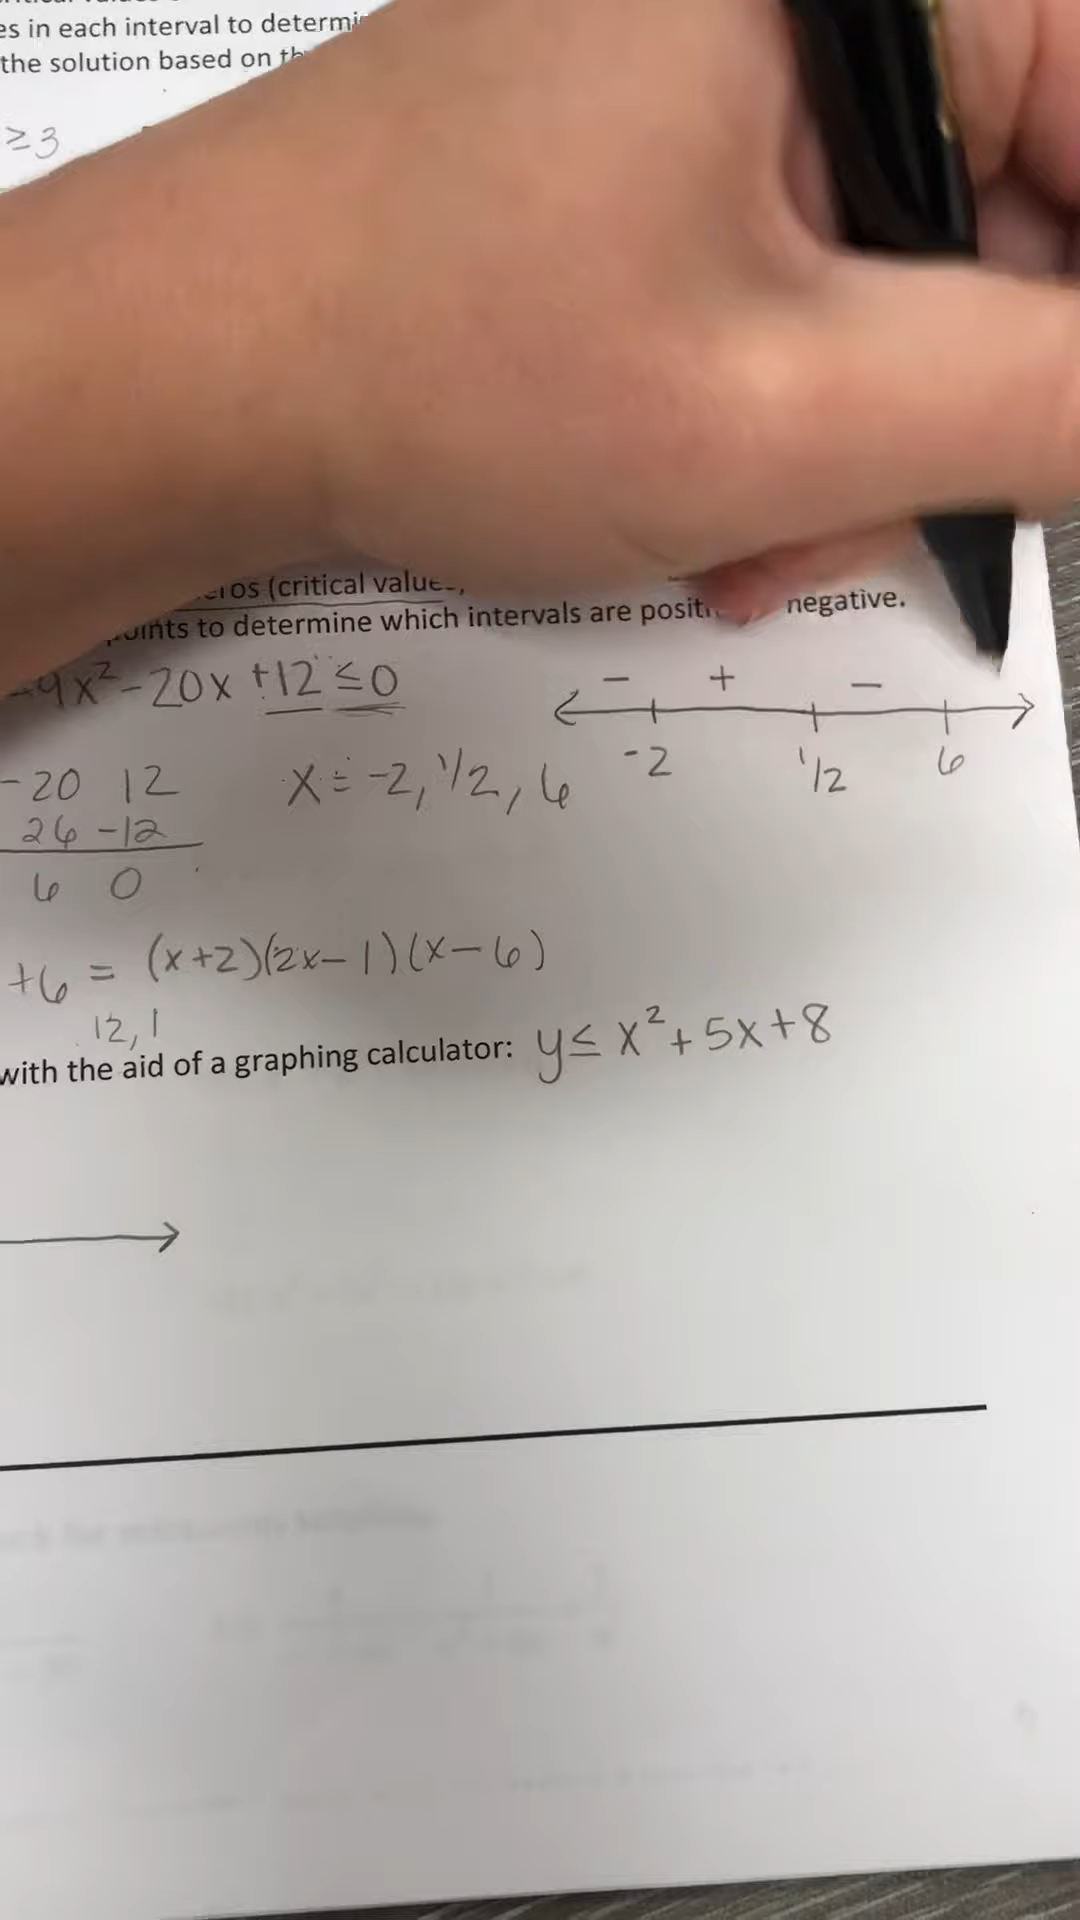 es in each interval to determi
the solution based on th
≥3
eros (critical value
oints to determine which intervals are positi negative.
-9x²-20x +12 ≤0
- + -
-2 1/2 6
-20 12
x = -2, 1/2, 6
26 -12
6 0
+6 = (x+2)(2x-1)(x-6)
12,1
with the aid of a graphing calculator: y≤ x²+5x+8